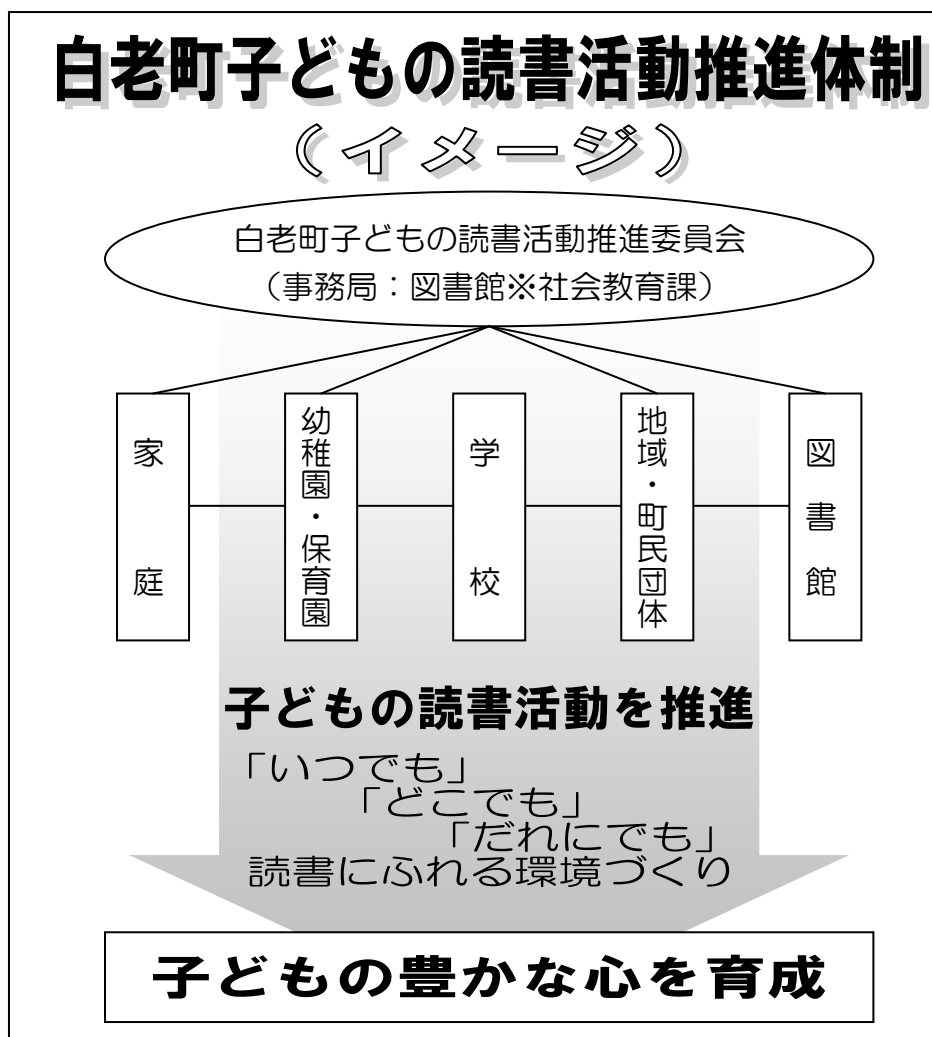 白老町子どもの読書活動推進体制
（イメージ）
白老町子どもの読書活動推進委員会
（事務局：図書館※社会教育課）
家庭
幼稚園・保育園
学校
地域・町民団体
図書館
子どもの読書活動を推進
「いつでも」
「どこでも」
「だれにでも」
読書にふれる環境づくり
子どもの豊かな心を育成